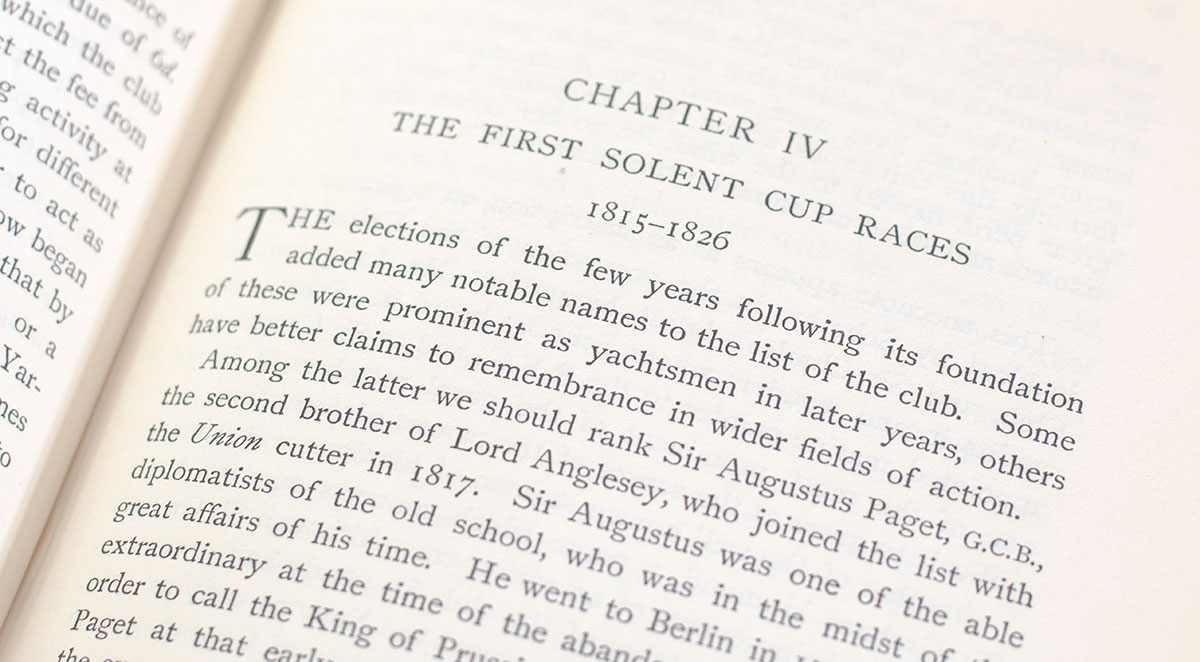 due of 6d.
which the club
the fee from
activity at
for different
to act as
began
that by
or a
Yar-
CHAPTER IV
THE FIRST SOLENT CUP RACES
1815–1826
THE elections of the few years following its foundation
added many notable names to the list of the club. Some
of these were prominent as yachtsmen in later years, others
have better claims to remembrance in wider fields of action.
Among the latter we should rank Sir Augustus Paget, G.C.B.,
the second brother of Lord Anglesey, who joined the list with
the Union cutter in 1817. Sir Augustus was one of the able
diplomatists of the old school, who was in the midst of
great affairs of his time. He went to Berlin in
extraordinary at the time of the
order to call the King of
Paget at that